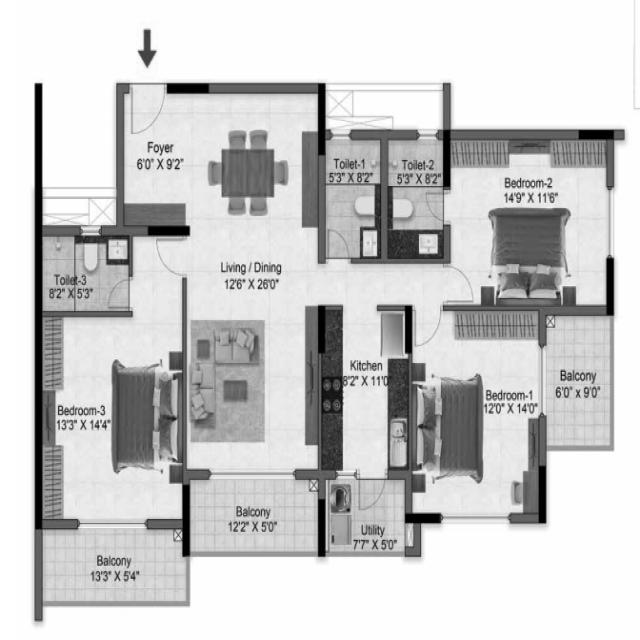 Foyer
6'0" X 9'2"
Toilet-1
5'3" X 8'2"
Toilet-2
5'3" X 8'2"
Bedroom-2
14'9" X 11'6"
Living / Dining
12'6" X 26'0"
Toilet-3
8'2" X 5'3"
Kitchen
8'2" X 11'0"
Balcony
6'0" x 9'0"
Bedroom-1
12'0" X 14'0"
Bedroom-3
13'3" X 14'4"
Balcony
12'2" X 5'0"
Utility
7'7" X 5'0"
Balcony
13'3" X 5'4"